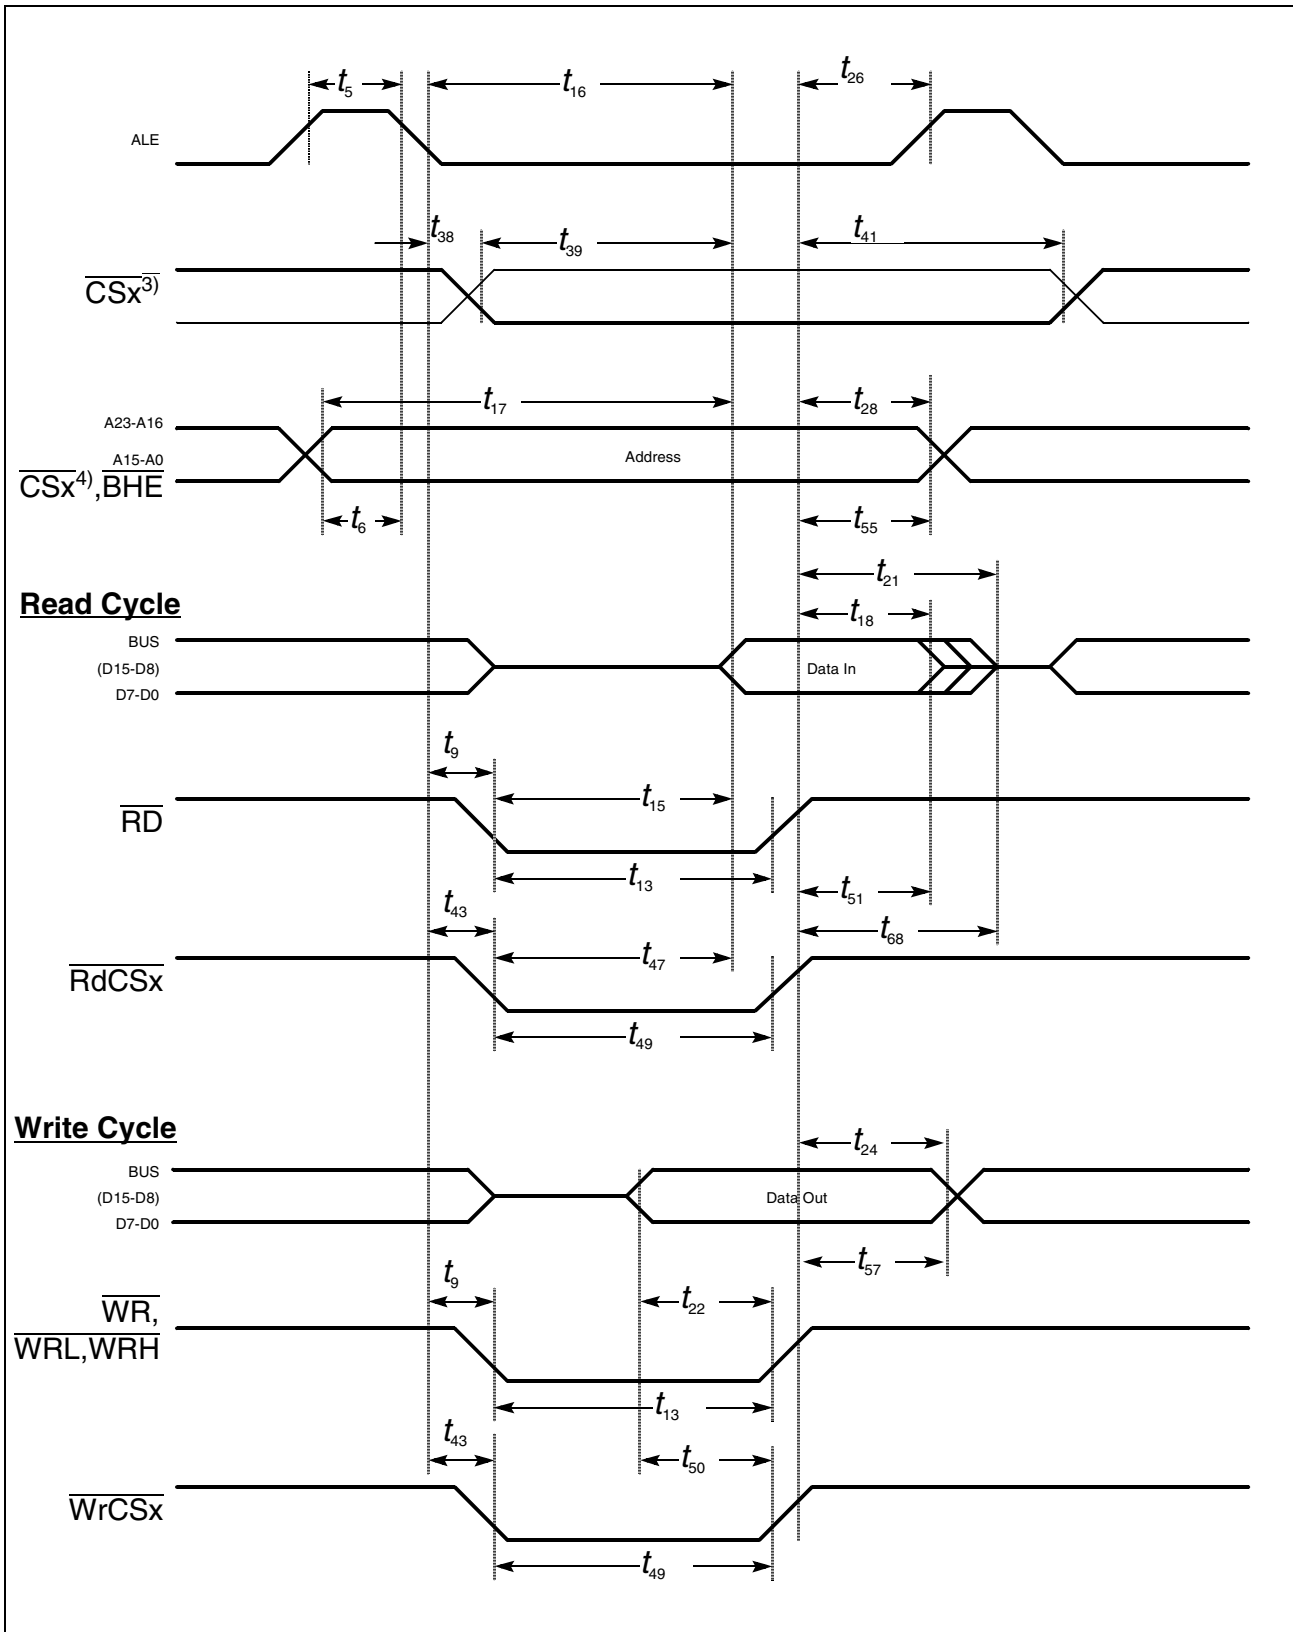 t5 t16 t26
ALE
t38 t39 t41
CSx3)
t17 t28
A23-A16
A15-A0
Address
CSx4),BHE
t6 t55
t21
Read Cycle
t18
BUS
(D15-D8)
Data In
D7-D0
t9
t15
RD
t13
t51
t43
t68
t47
RdCSx
t49
Write Cycle
t24
BUS
(D15-D8)
Data Out
D7-D0
t57
t9
WR,
t22
WRL,WRH
t13
t43
t50
WrCSx
t49